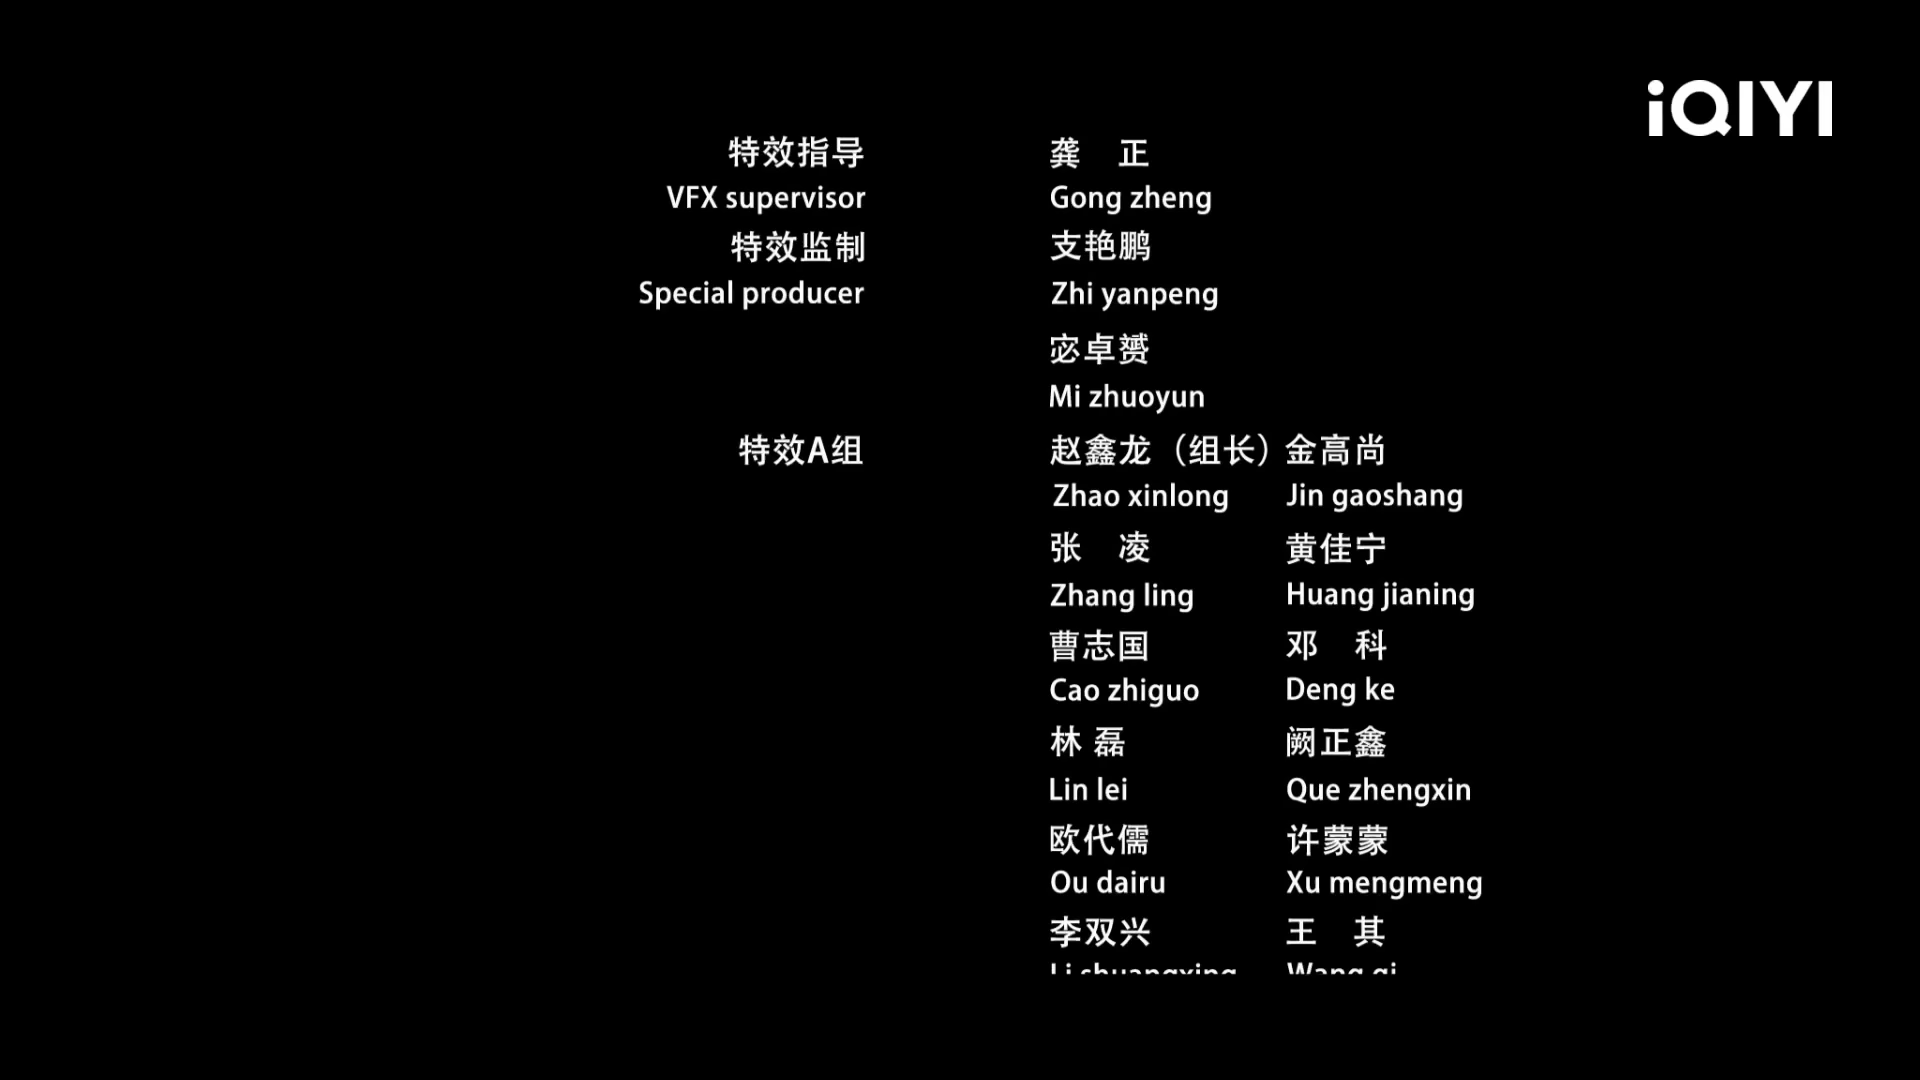 iQIYI
特效指导 龚 正
VFX supervisor Gong zheng
特效监制 支艳鹏
Special producer Zhi yanpeng
宓卓赟
Mi zhuoyun
特效A组 赵鑫龙（组长）金高尚
Zhao xinlong Jin gaoshang
张 凌 黄佳宁
Zhang ling Huang jianing
曹志国 邓 科
Cao zhiguo Deng ke
林 磊 阙正鑫
Lin lei Que zhengxin
欧代儒 许蒙蒙
Ou dairu Xu mengmeng
李双兴 王 其
Li shuangxing Wang qi